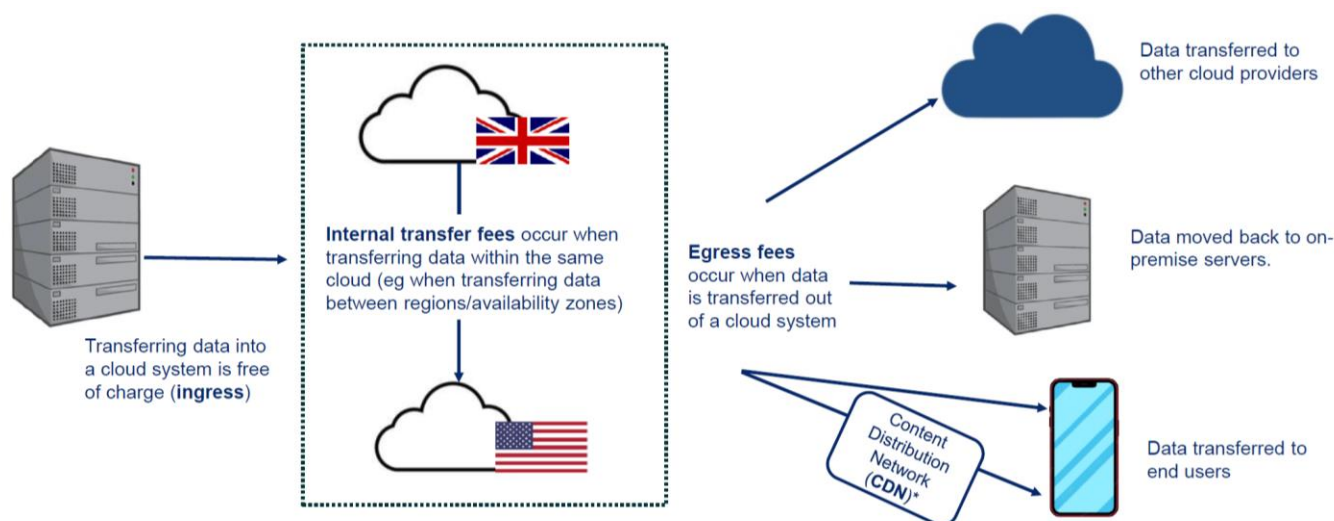 Transferring data into
a cloud system is free
of charge (ingress)
Internal transfer fees occur when
transferring data within the same
cloud (eg when transferring data
between regions/availability zones)
Egress fees
occur when data
is transferred out
of a cloud system
Data transferred to
other cloud providers
Data moved back to on-
premise servers.
Content
Distribution
Network
(CDN)*
Data transferred to
end users